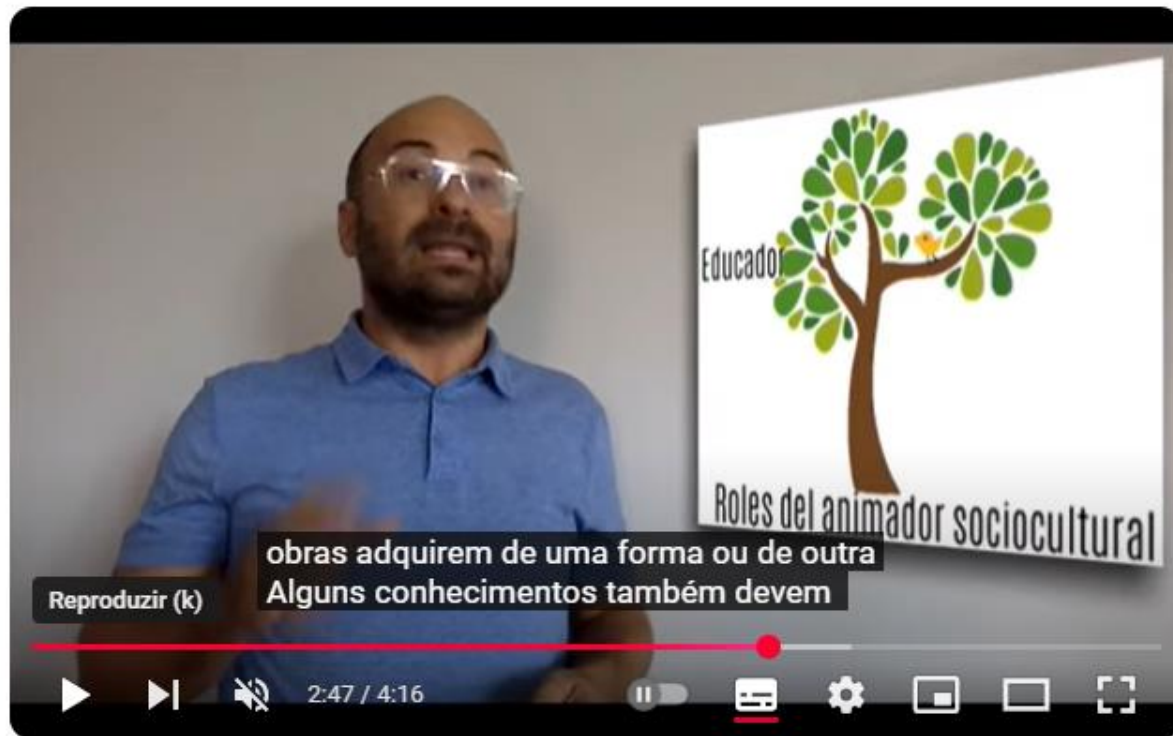 Educador
Roles del animador sociocultural
obras adquirem de uma forma ou de outra
Alguns conhecimentos também devem
Reproduzir (k)
2:47 / 4:16